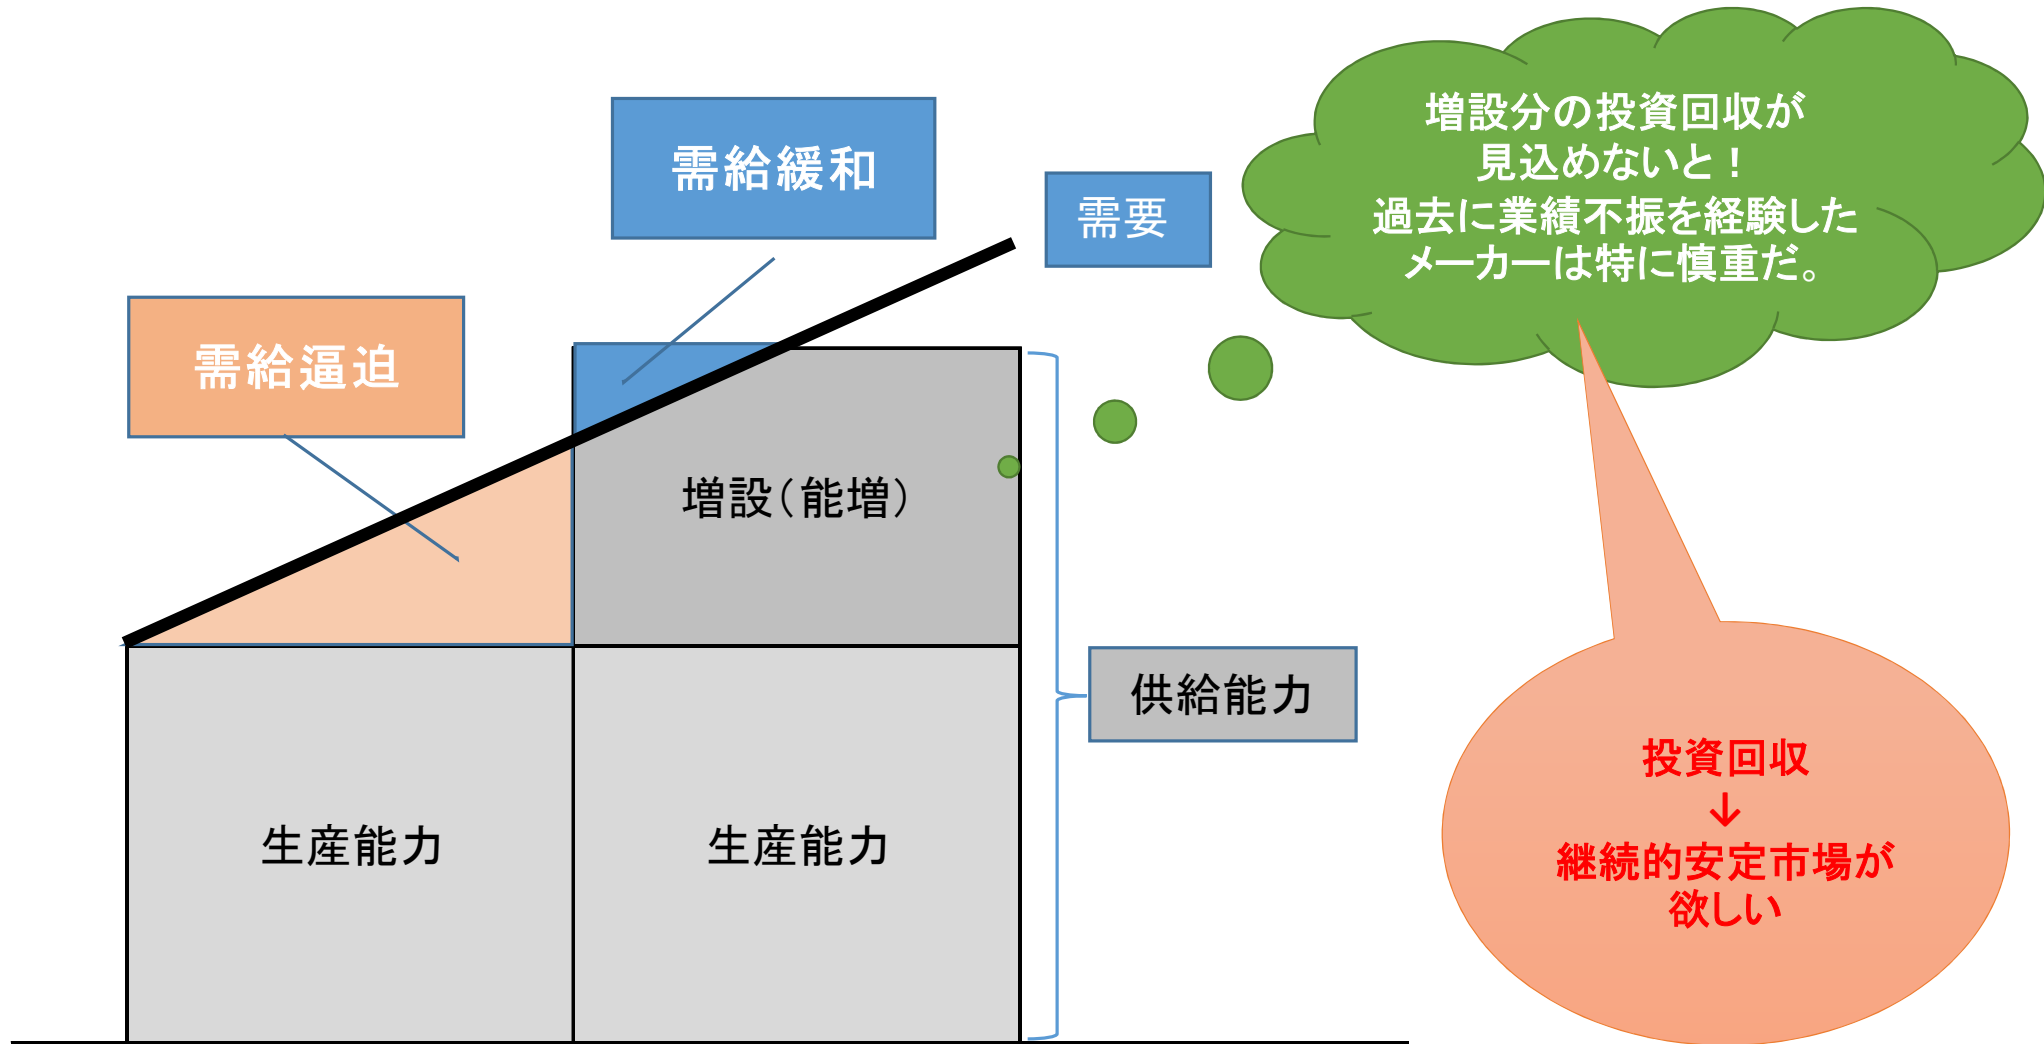 増設分の投資回収が
見込めないと！
過去に業績不振を経験した
メーカーは特に慎重だ。
需給緩和
需要
需給逼迫
増設（能増）
供給能力
生産能力
生産能力
投資回収
↓
継続的安定市場が
欲しい